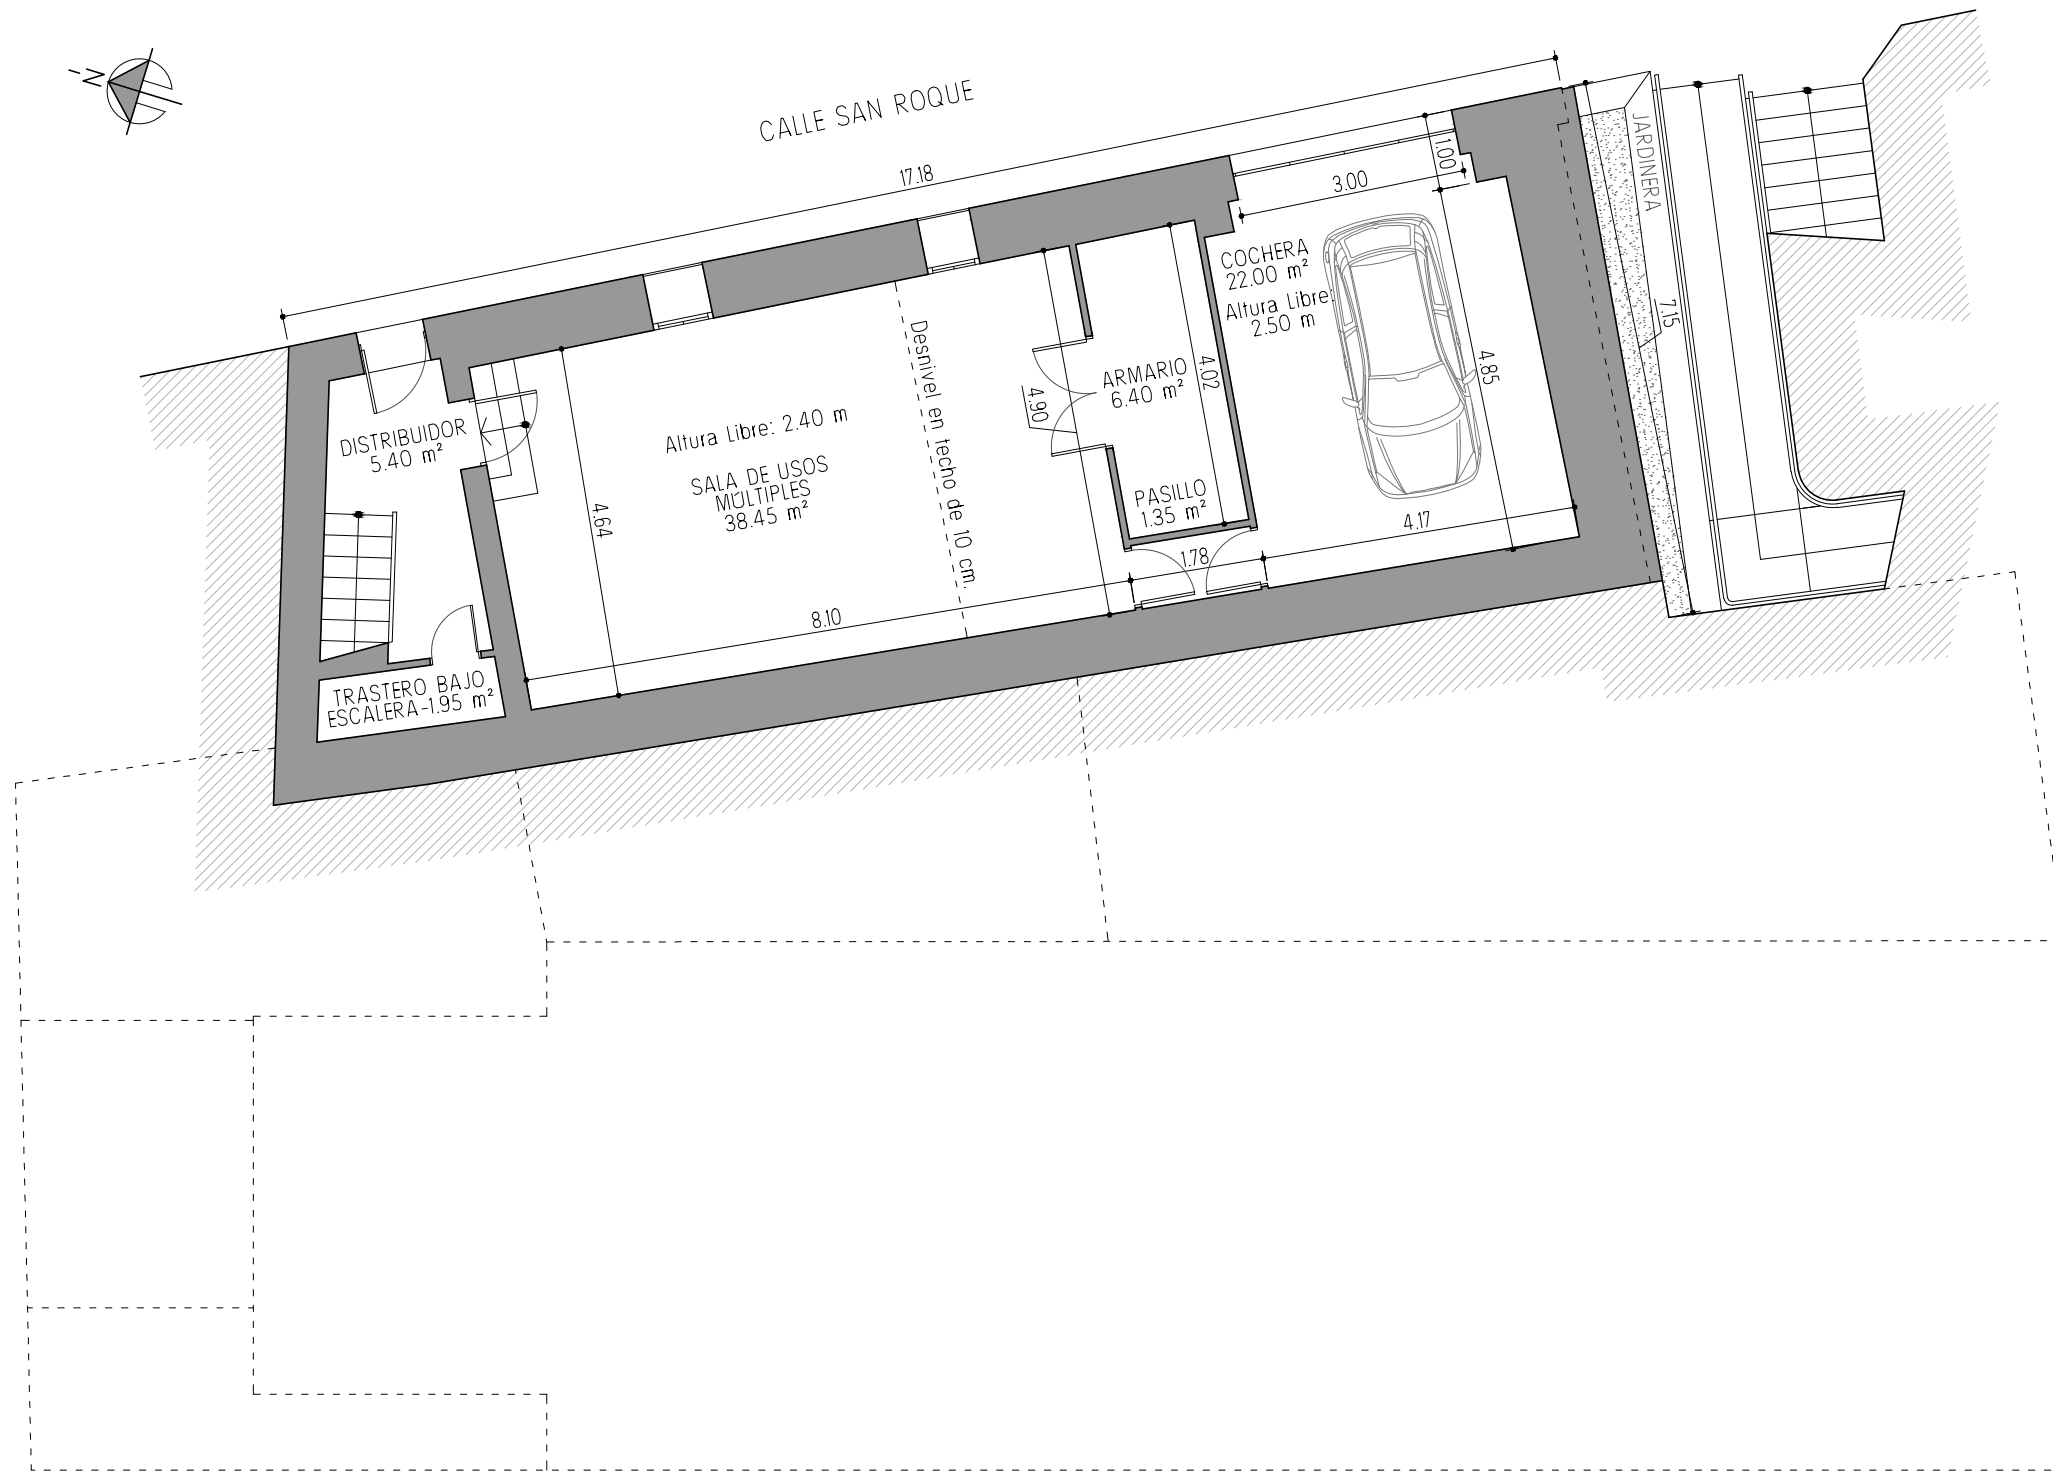 N
CALLE SAN ROQUE
17.18
1.00
3.00
JARDINERA
7.15
COCHERA
22.00 m²
Altura Libre:
2.50 m
4.85
4.17
ARMARIO
6.40 m²
4.02
4.90
PASILLO
1.35 m²
1.78
Desnivel en techo de 10 cm.
Altura Libre: 2.40 m
SALA DE USOS
MÚLTIPLES
38.45 m²
4.64
8.10
DISTRIBUIDOR
5.40 m²
TRASTERO BAJO
ESCALERA-1.95 m²